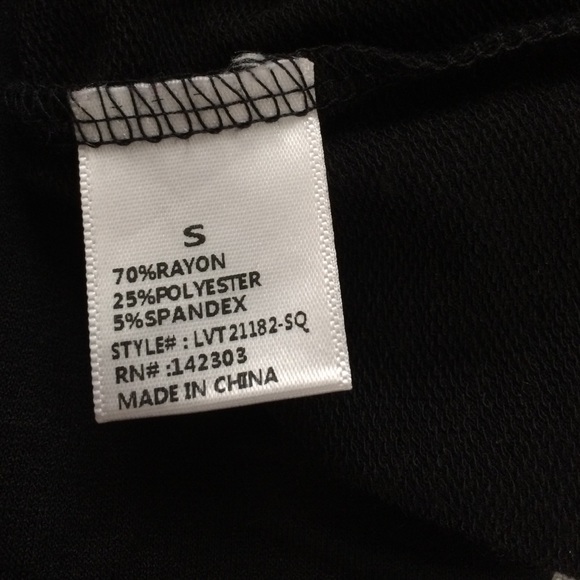 S
70%RAYON
25%POLYESTER
5%SPANDEX
STYLE# : LVT21182-SQ
RN# :142303
MADE IN CHINA